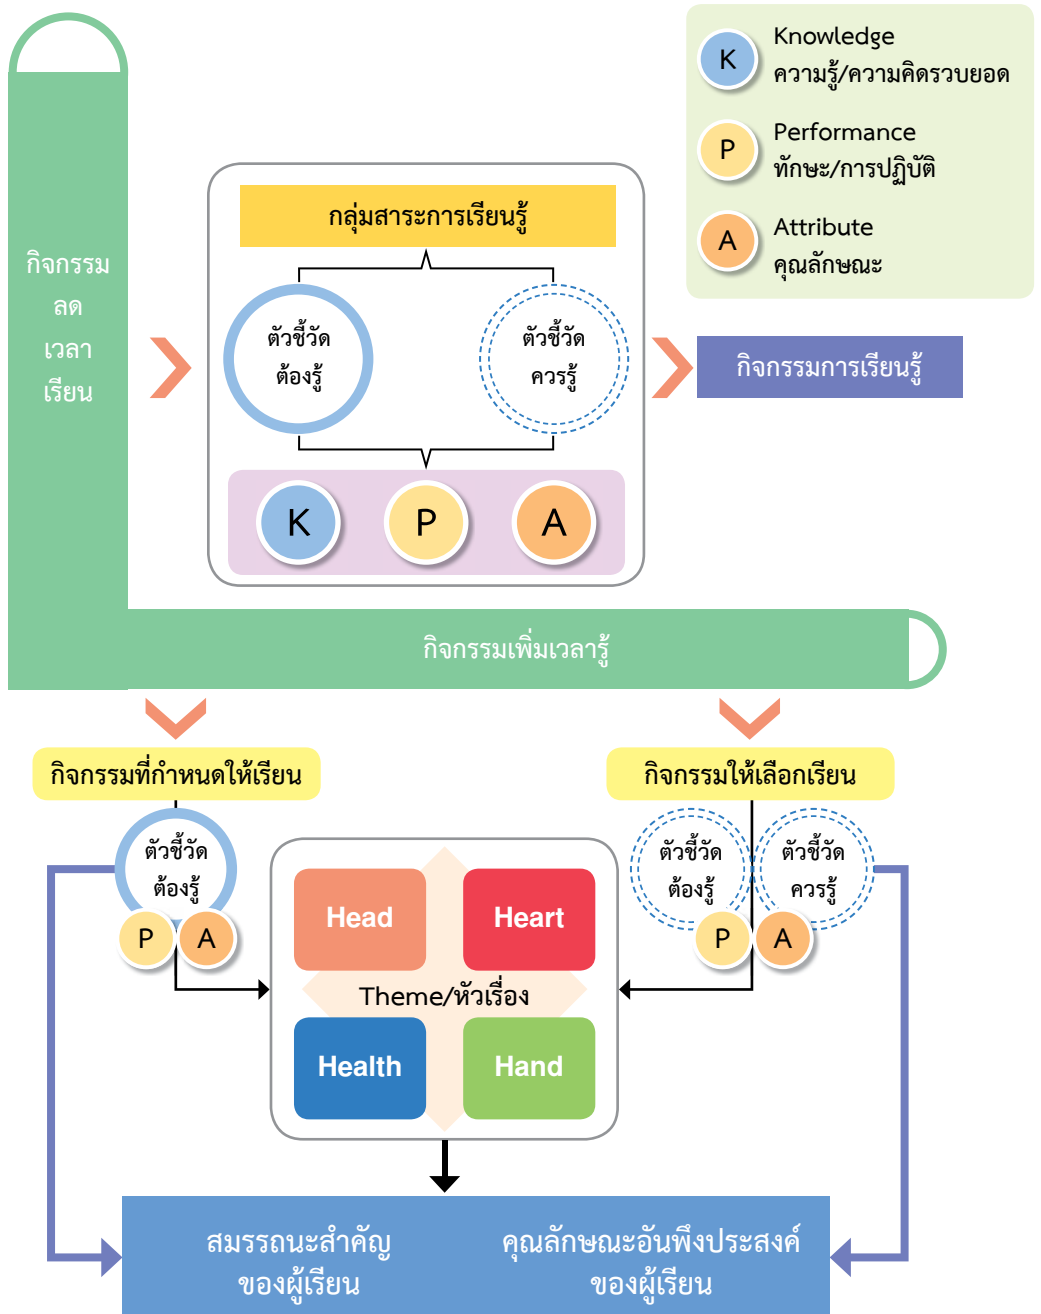 K
Knowledge
ความรู้/ความคิดรวบยอด
P
Performance
ทักษะ/การปฏิบัติ
A
Attribute
คุณลักษณะ
กิจกรรม
ลด
เวลา
เรียน
กลุ่มสาระการเรียนรู้
ตัวชี้วัด
ต้องรู้
ตัวชี้วัด
ควรรู้
K
P
A
กิจกรรมการเรียนรู้
กิจกรรมเพิ่มเวลารู้
กิจกรรมที่กำหนดให้เรียน
ตัวชี้วัด
ต้องรู้
P
A
กิจกรรมให้เลือกเรียน
ตัวชี้วัด
ต้องรู้
ตัวชี้วัด
ควรรู้
P
A
Head
Heart
Theme/หัวเรื่อง
Health
Hand
สมรรถนะสำคัญ
ของผู้เรียน
คุณลักษณะอันพึงประสงค์
ของผู้เรียน